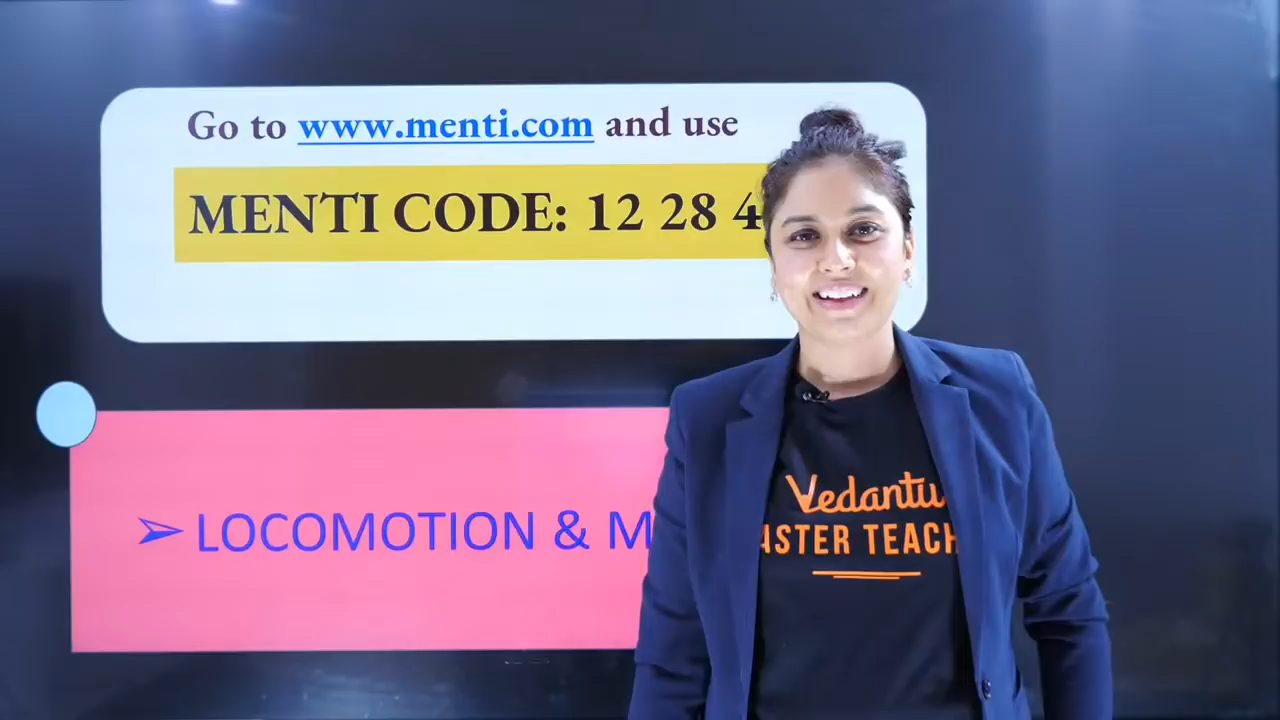 Go to www.menti.com and use
MENTI CODE: 12 28 4
➢ LOCOMOTION & M
Vedantu
ASTER TEACH